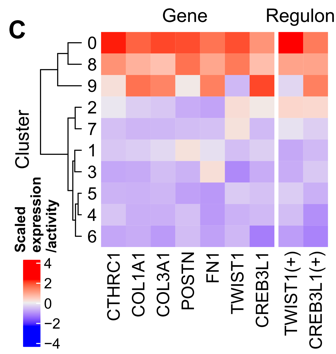 C
Gene Regulon
0
8
9
2
7
1
3
5
4
6
Cluster
CTHRC1
COL1A1
COL3A1
POSTN
FN1
TWIST1
CREB3L1
TWIST1(+)
CREB3L1(+)
Scaled
expression
/activity
4
2
0
−2
−4